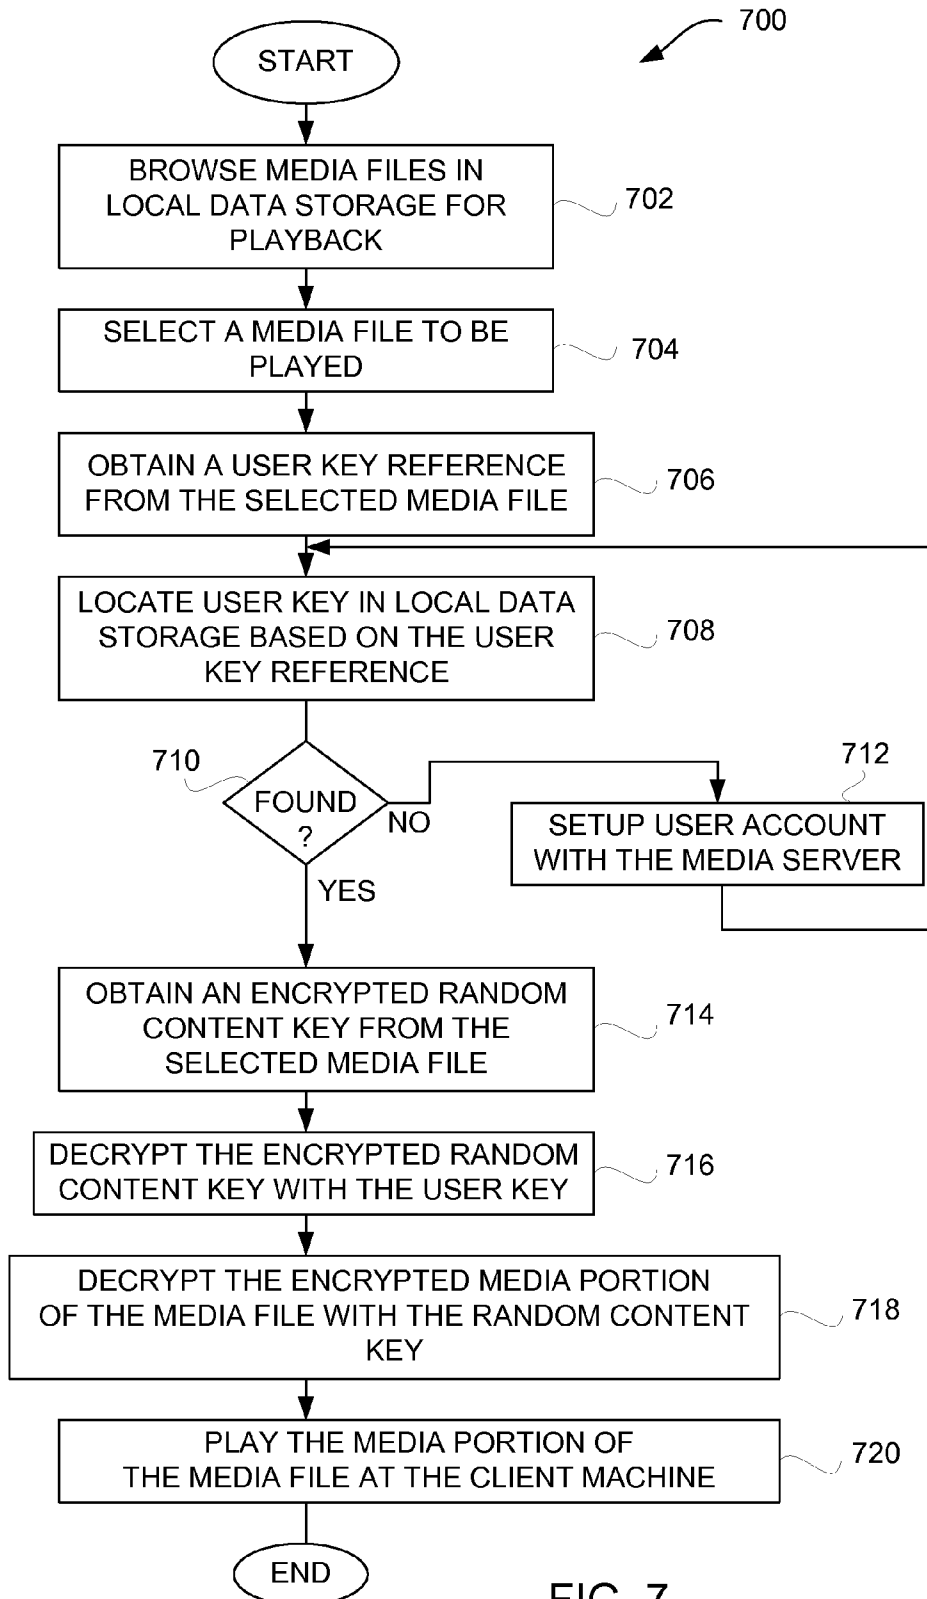 700
START
BROWSE MEDIA FILES IN
LOCAL DATA STORAGE FOR
PLAYBACK
702
SELECT A MEDIA FILE TO BE
PLAYED
704
OBTAIN A USER KEY REFERENCE
FROM THE SELECTED MEDIA FILE
706
LOCATE USER KEY IN LOCAL DATA
STORAGE BASED ON THE USER
KEY REFERENCE
708
710
FOUND
?
NO
YES
712
SETUP USER ACCOUNT
WITH THE MEDIA SERVER
OBTAIN AN ENCRYPTED RANDOM
CONTENT KEY FROM THE
SELECTED MEDIA FILE
714
DECRYPT THE ENCRYPTED RANDOM
CONTENT KEY WITH THE USER KEY
716
DECRYPT THE ENCRYPTED MEDIA PORTION
OF THE MEDIA FILE WITH THE RANDOM CONTENT
KEY
718
PLAY THE MEDIA PORTION OF
THE MEDIA FILE AT THE CLIENT MACHINE
720
END
FIG. 7